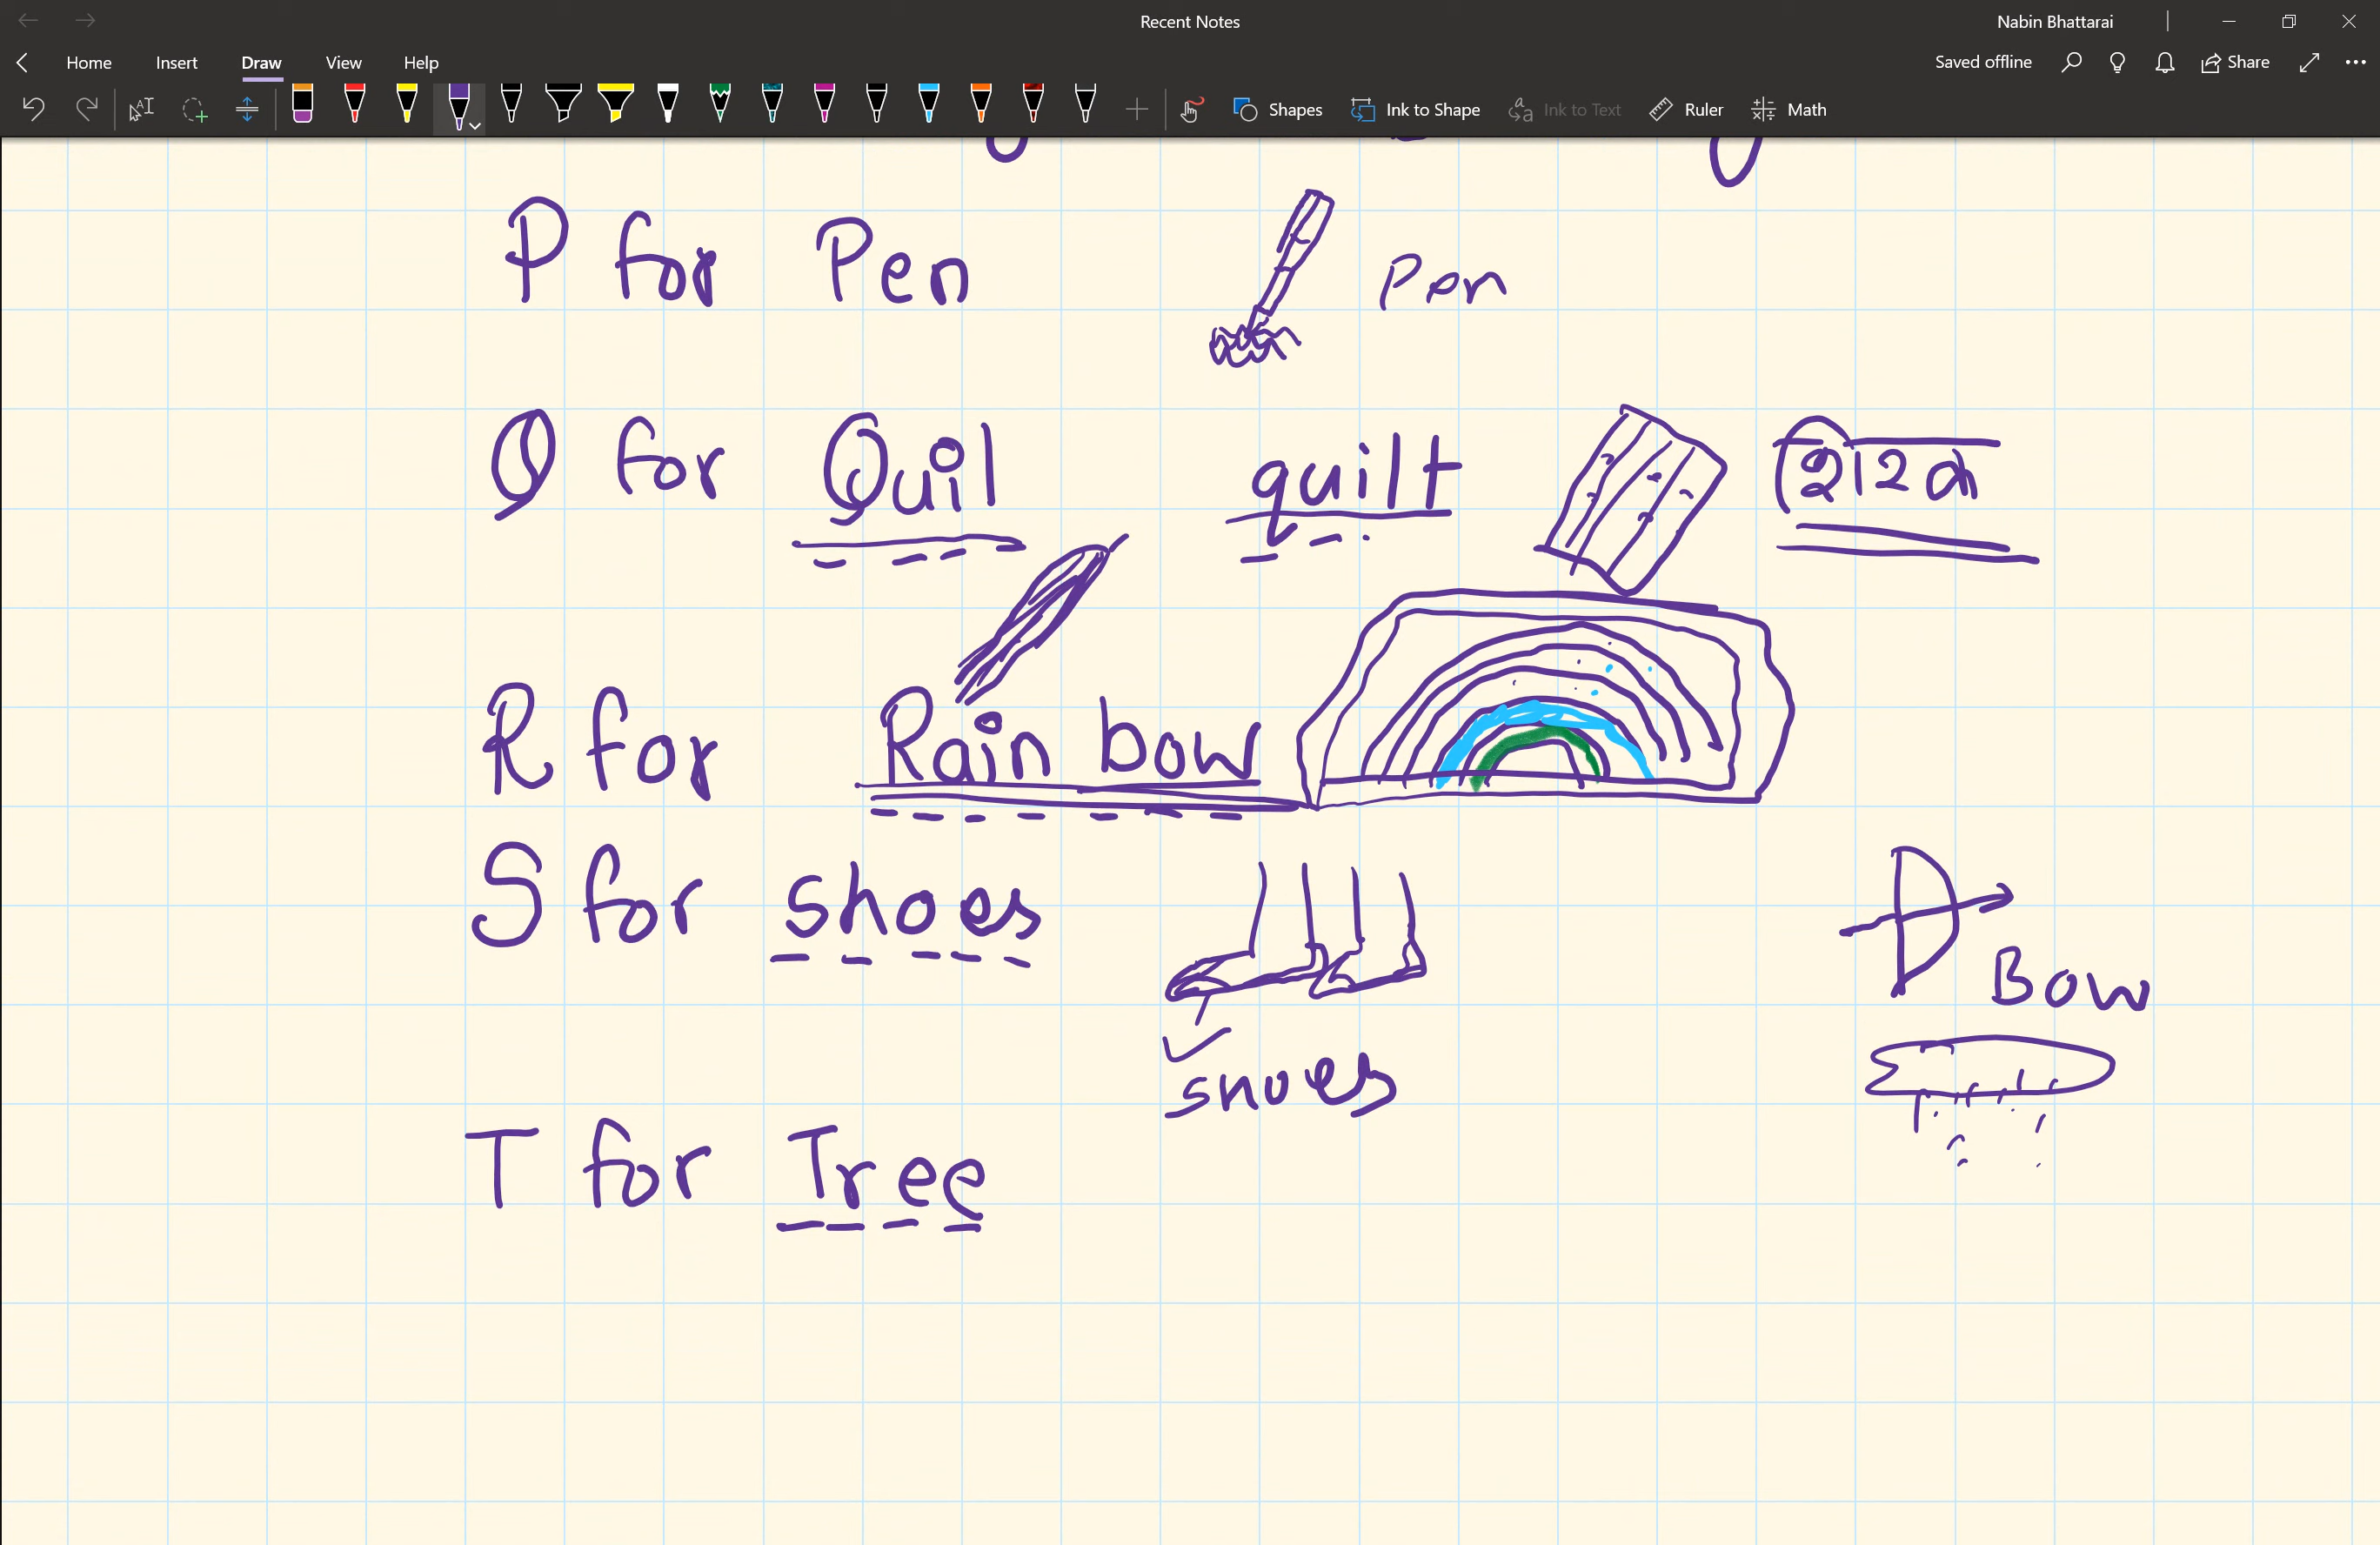 Recent Notes Nabin Bhattarai
Home Insert Draw View Help Saved offline Share
Shapes Ink to Shape Ink to Text Ruler Math
P for Pen Pen
Q for Quil quilt
R for Rain bow
S for shoes
Bow
shoes
T for Tree